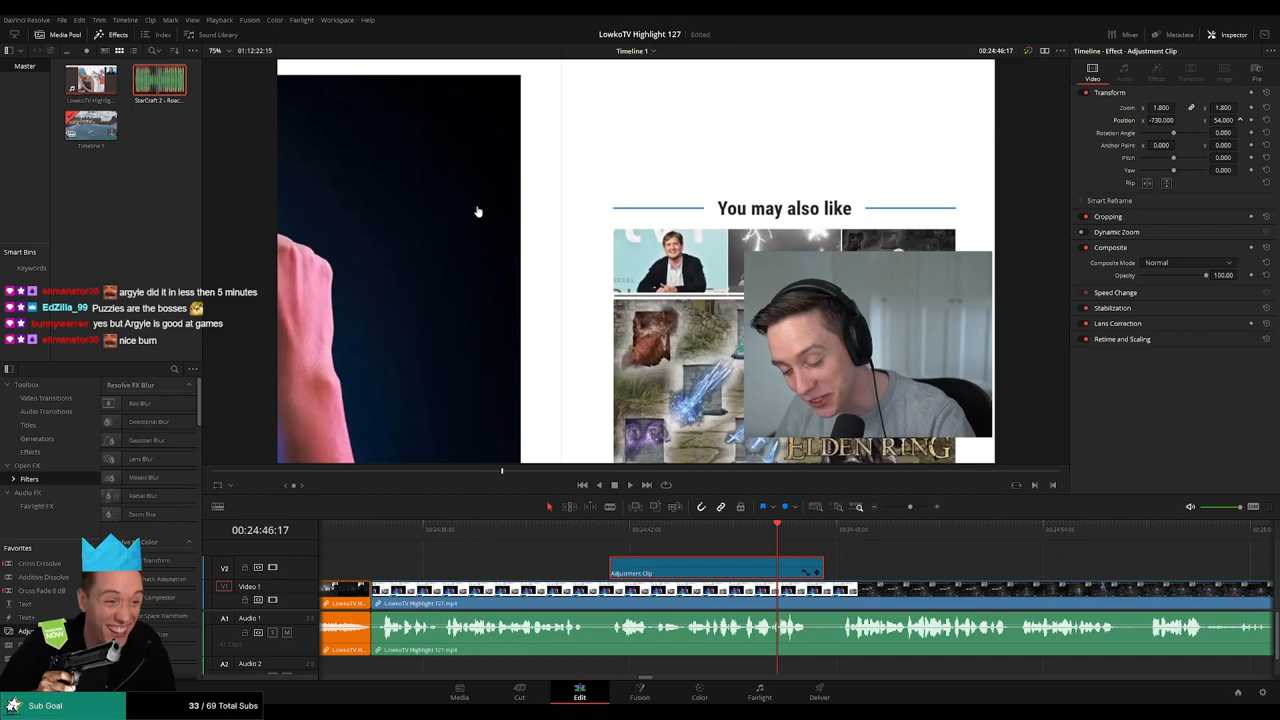 DaVinci Resolve File Edit Trim Timeline Clip Mark View Playback Fusion Color Fairlight Workspace Help
Media Pool Effects Index Sound Library LowkoTV Highlight 127 Edited Mixer Metadata Inspector
75% 01:12:22:15 Timeline 1 00:24:46:17 Timeline - Effect - Adjustment Clip
Master
Video Audio Effects Transition Image File
LowkoTV Highlig...
StarCraft 2 - Roac...
Timeline 1
Transform
Zoom X 1.800 Y 1.800
Position X -730.000 Y 54.000
Rotation Angle 0.000
Anchor Point X 0.000 Y 0.000
Pitch 0.000
Yaw 0.000
Flip
Smart Reframe
Cropping
Dynamic Zoom
Composite
Composite Mode Normal
Opacity 100.00
Speed Change
Stabilization
Lens Correction
Retime and Scaling
You may also like
ELDEN RING
Smart Bins
Keywords
elimanator30 argyle did it in less then 5 minutes
EdZilla_99 Puzzles are the bosses
bunnywarren yes but Argyle is good at games
elimanator30 nice burn
Toolbox
Video Transitions
Audio Transitions
Titles
Generators
Effects
Open FX
Filters
Audio FX
Fairlight FX
Resolve FX Blur
Box Blur
Directional Blur
Gaussian Blur
Lens Blur
Mosaic Blur
Radial Blur
Zoom Blur
Favorites
Cross Dissolve
Additive Dissolve
Cross Fade 0 dB
Text
00:24:46:17
00:24:36:00 00:24:42:00 00:24:48:00 00:24:54:00
V2
Adjustment Clip
V1 Video 1
LowkoTV H... LowkoTV Highlight 127.mp4
A1 Audio 1 2.0
S M
LowkoTV H... LowkoTV Highlight 127.mp4
A2 Audio 2
Media Cut Edit Fusion Color Fairlight Deliver
Sub Goal 33 / 69 Total Subs